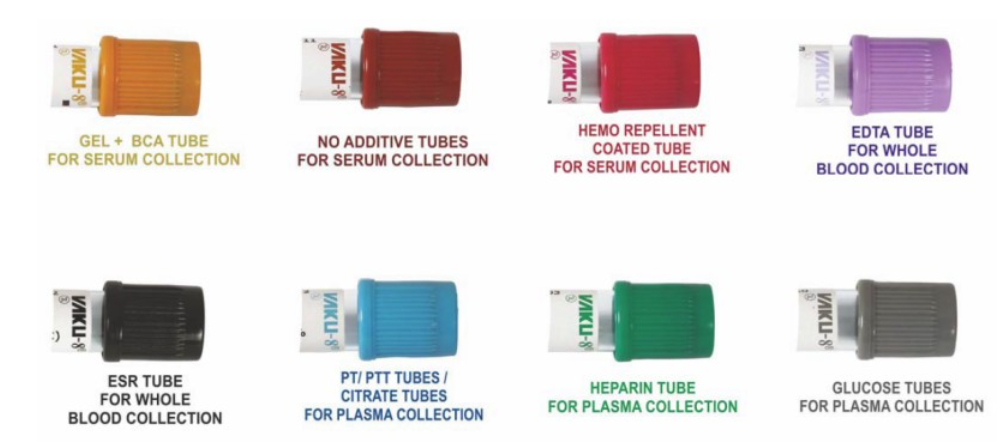 VAKU-8
GEL + BCA TUBE
FOR SERUM COLLECTION
VAKU-8
NO ADDITIVE TUBES
FOR SERUM COLLECTION
VAKU-8
HEMO REPELLENT
COATED TUBE
FOR SERUM COLLECTION
VAKU-8
EDTA TUBE
FOR WHOLE
BLOOD COLLECTION
VAKU-8
ESR TUBE
FOR WHOLE
BLOOD COLLECTION
VAKU-8
PT/ PTT TUBES /
CITRATE TUBES
FOR PLASMA COLLECTION
VAKU-8
HEPARIN TUBE
FOR PLASMA COLLECTION
VAKU-8
GLUCOSE TUBES
FOR PLASMA COLLECTION